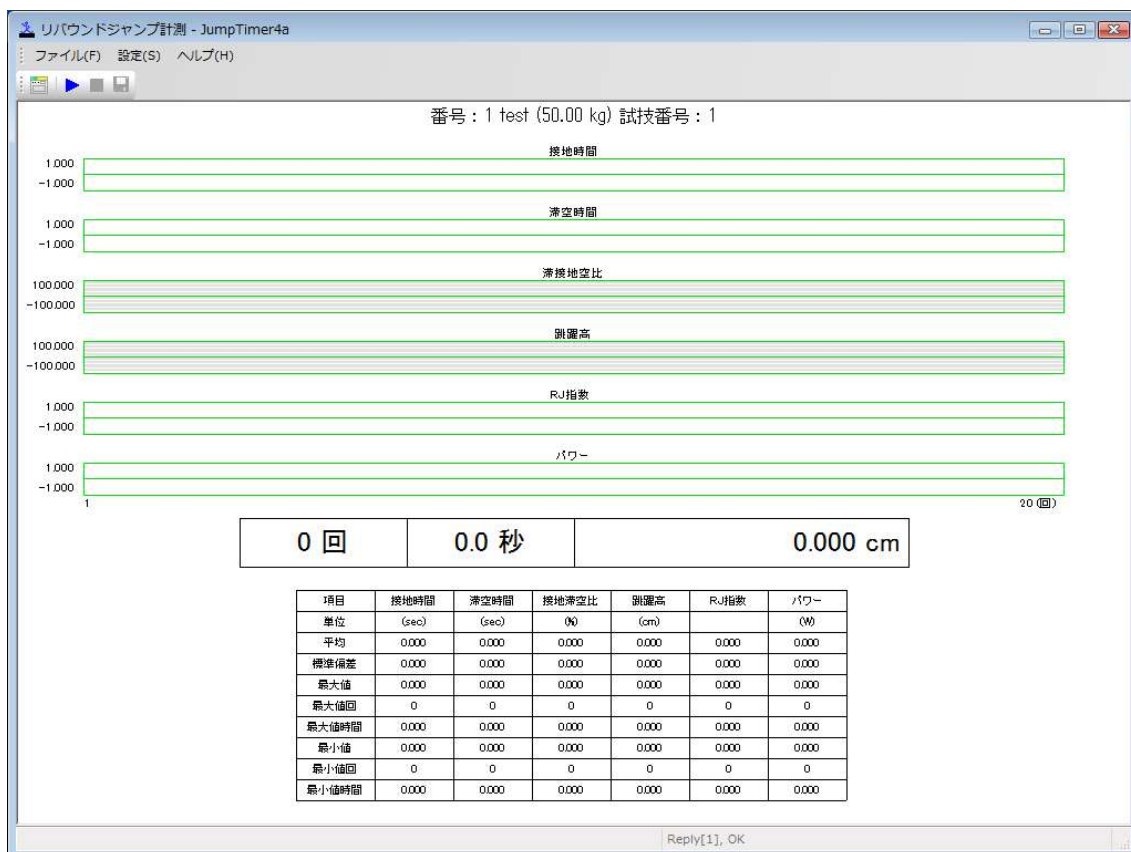 リバウンドジャンプ計測 - JumpTimer4a
ファイル(F) 設定(S) ヘルプ(H)
番号：1 test (50.00 kg) 試技番号：1
接地時間
1.000
-1.000
滞空時間
1.000
-1.000
滞接地空比
100.000
-100.000
跳躍高
100.000
-100.000
RJ指数
1.000
-1.000
パワー
1.000
-1.000
1 20 (回)
0 回 0.0 秒 0.000 cm
項目 接地時間 滞空時間 接地滞空比 跳躍高 RJ指数 パワー
単位 (sec) (sec) (%) (cm) (W)
平均 0.000 0.000 0.000 0.000 0.000 0.000
標準偏差 0.000 0.000 0.000 0.000 0.000 0.000
最大値 0.000 0.000 0.000 0.000 0.000 0.000
最大値回 0 0 0 0 0 0
最大値時間 0.000 0.000 0.000 0.000 0.000 0.000
最小値 0.000 0.000 0.000 0.000 0.000 0.000
最小値回 0 0 0 0 0 0
最小値時間 0.000 0.000 0.000 0.000 0.000 0.000
Reply[1], OK